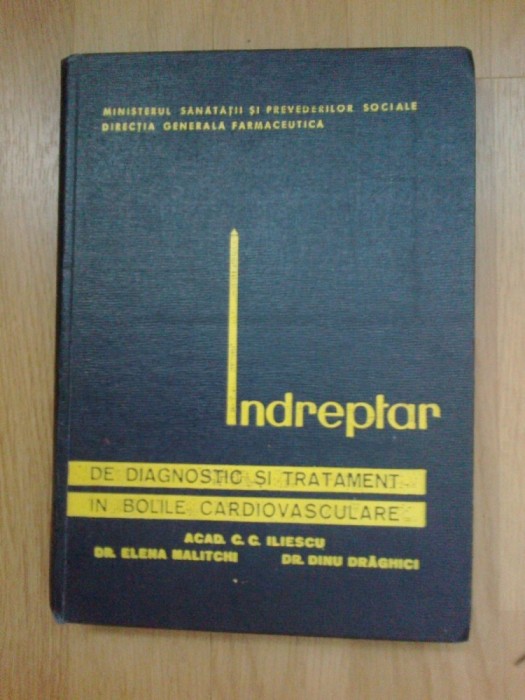 MINISTERUL SĂNĂTĂȚII ȘI PREVEDERILOR SOCIALE
DIRECȚIA GENERALĂ FARMACEUTICĂ
Indreptar
DE DIAGNOSTIC ȘI TRATAMENT
IN BOLILE CARDIOVASCULARE
ACAD. C. C. ILIESCU
DR. ELENA MALITCHI DR. DINU DRĂGHICI